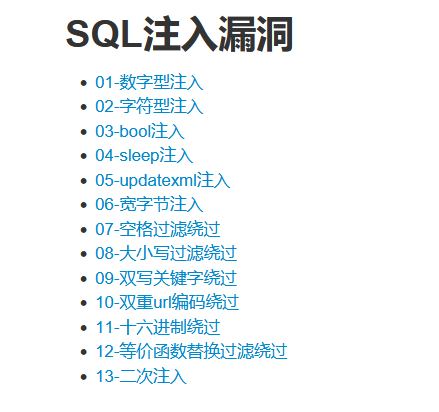 SQL注入漏洞
01-数字型注入
02-字符型注入
03-bool注入
04-sleep注入
05-updatexml注入
06-宽字节注入
07-空格过滤绕过
08-大小写过滤绕过
09-双写关键字绕过
10-双重url编码绕过
11-十六进制绕过
12-等价函数替换过滤绕过
13-二次注入